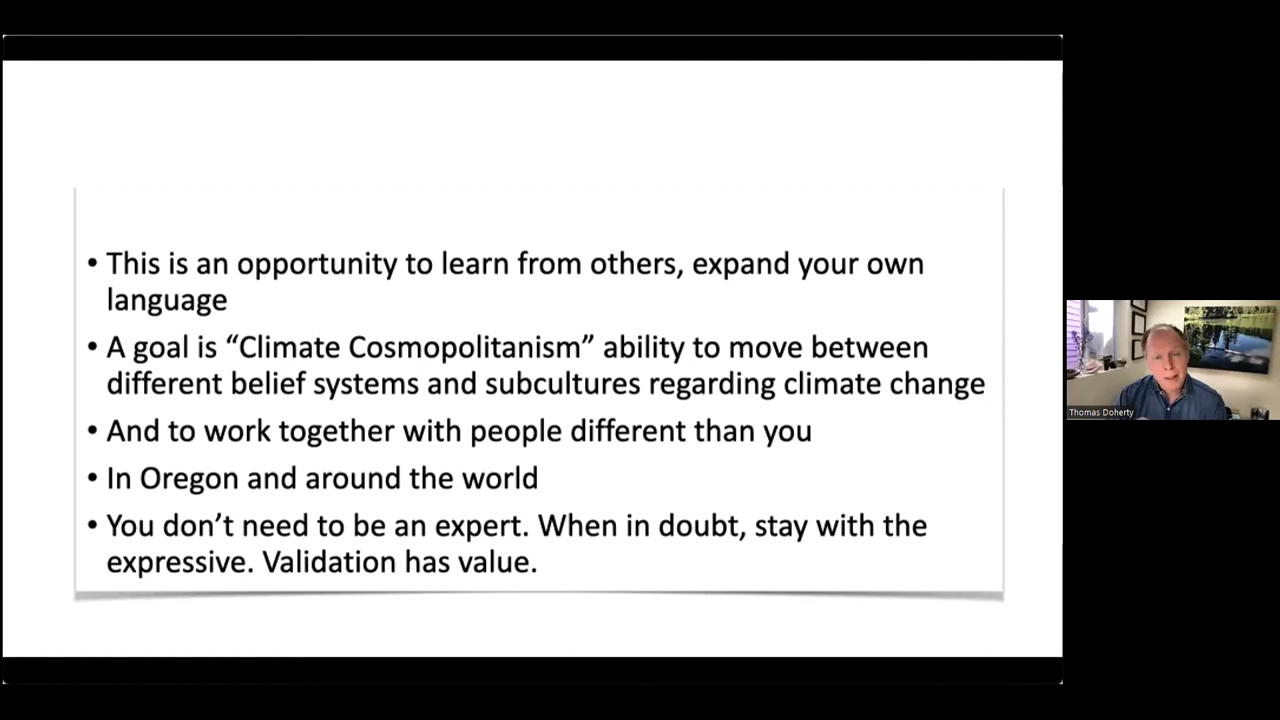 • This is an opportunity to learn from others, expand your own
language
• A goal is “Climate Cosmopolitanism” ability to move between
different belief systems and subcultures regarding climate change
• And to work together with people different than you
• In Oregon and around the world
• You don’t need to be an expert. When in doubt, stay with the
expressive. Validation has value.
Thomas Doherty